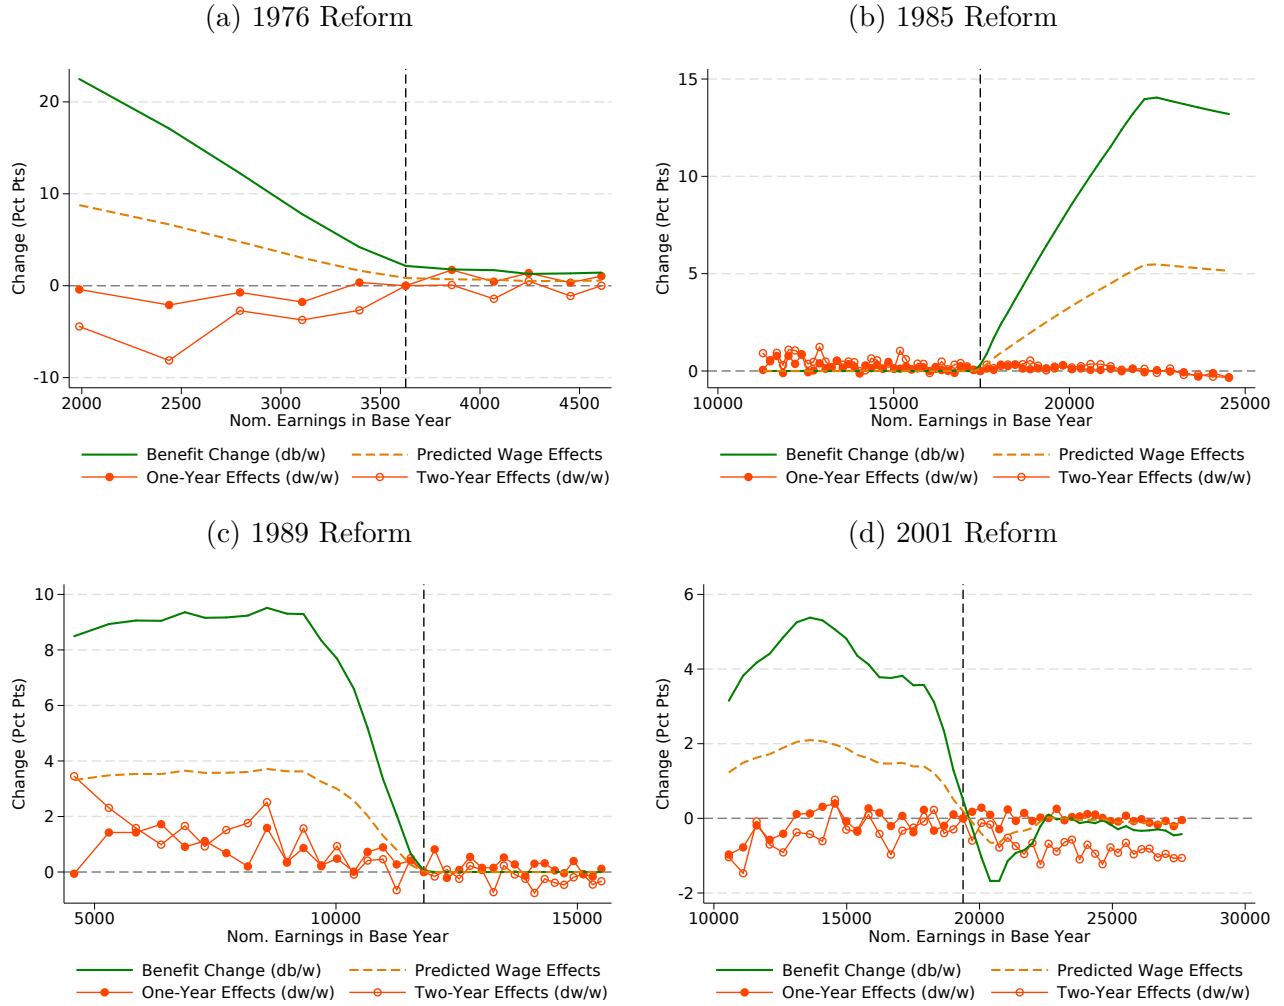 (a) 1976 Reform
(b) 1985 Reform
Change (Pct Pts)
20
10
0
-10
2000 2500 3000 3500 4000 4500
Nom. Earnings in Base Year
Benefit Change (db/w) Predicted Wage Effects
One-Year Effects (dw/w) Two-Year Effects (dw/w)
Change (Pct Pts)
15
10
5
0
10000 15000 20000 25000
Nom. Earnings in Base Year
Benefit Change (db/w) Predicted Wage Effects
One-Year Effects (dw/w) Two-Year Effects (dw/w)
(c) 1989 Reform
(d) 2001 Reform
Change (Pct Pts)
10
8
6
4
2
0
5000 10000 15000
Nom. Earnings in Base Year
Benefit Change (db/w) Predicted Wage Effects
One-Year Effects (dw/w) Two-Year Effects (dw/w)
Change (Pct Pts)
6
4
2
0
-2
10000 15000 20000 25000 30000
Nom. Earnings in Base Year
Benefit Change (db/w) Predicted Wage Effects
One-Year Effects (dw/w) Two-Year Effects (dw/w)